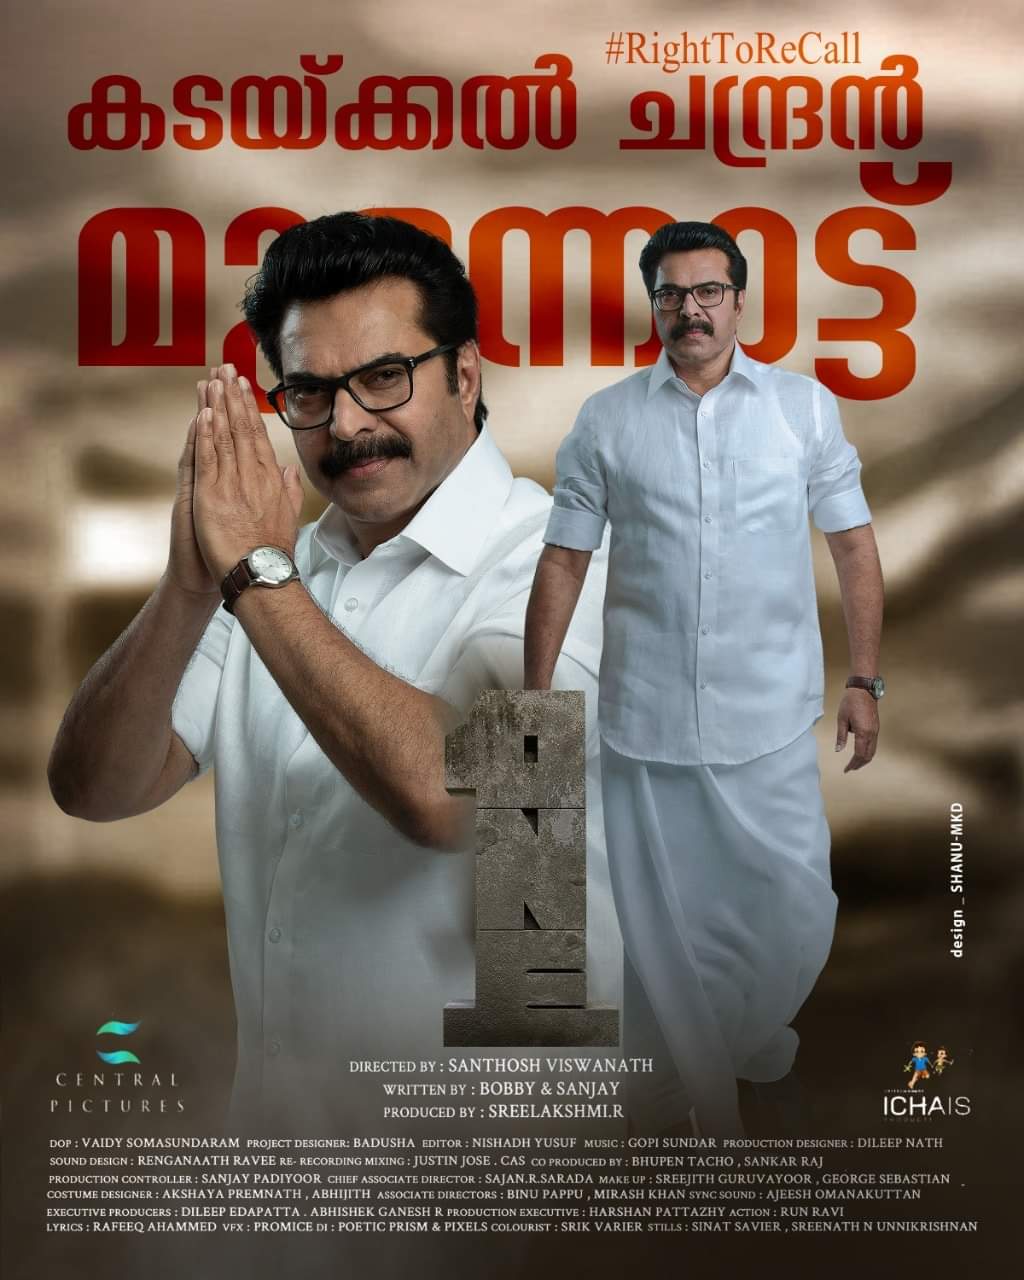 #RightToReCall
കടയ്ക്കൽ ചന്ദ്രൻ
മുന്നോട്ട്
ONE
design _ SHANU-MKD
CENTRAL
PICTURES
ICHAIS
PRODUCTIONS
DIRECTED BY : SANTHOSH VISWANATH
WRITTEN BY : BOBBY & SANJAY
PRODUCED BY : SREELAKSHMI.R
DOP : VAIDY SOMASUNDARAM PROJECT DESIGNER: BADUSHA EDITOR : NISHADH YUSUF MUSIC : GOPI SUNDAR PRODUCTION DESIGNER : DILEEP NATH
SOUND DESIGN : RENGANAATH RAVEE RE- RECORDING MIXING : JUSTIN JOSE . CAS CO PRODUCED BY : BHUPEN TACHO , SANKAR RAJ
PRODUCTION CONTROLLER : SANJAY PADIYOOR CHIEF ASSOCIATE DIRECTOR : SAJAN.R.SARADA MAKE UP : SREEJITH GURUVAYOOR , GEORGE SEBASTIAN
COSTUME DESIGNER : AKSHAYA PREMNATH , ABHIJITH ASSOCIATE DIRECTORS : BINU PAPPU , MIRASH KHAN SYNC SOUND : AJEESH OMANAKUTTAN
EXECUTIVE PRODUCERS : DILEEP EDAPATTA . ABHISHEK GANESH R PRODUCTION EXECUTIVE : HARSHAN PATTAZHY ACTION : RUN RAVI
LYRICS : RAFEEQ AHAMMED VFX : PROMICE DI : POETIC PRISM & PIXELS COLOURIST : SRIK VARIER STILLS : SINAT SAVIER , SREENATH N UNNIKRISHNAN